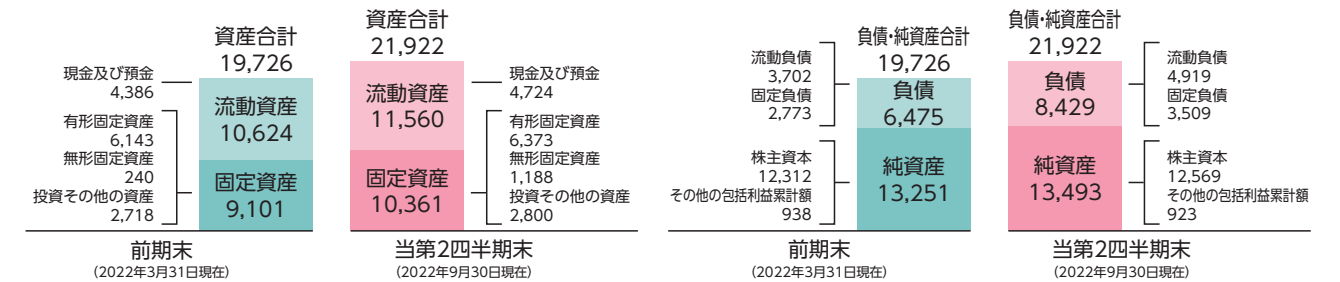 資産合計
19,726
現金及び預金
4,386
有形固定資産
6,143
無形固定資産
240
投資その他の資産
2,718
流動資産
10,624
固定資産
9,101
前期末
(2022年3月31日現在)
資産合計
21,922
流動資産
11,560
固定資産
10,361
現金及び預金
4,724
有形固定資産
6,373
無形固定資産
1,188
投資その他の資産
2,800
当第2四半期末
(2022年9月30日現在)
負債・純資産合計
19,726
流動負債
3,702
固定負債
2,773
株主資本
12,312
その他の包括利益累計額
938
負債
6,475
純資産
13,251
前期末
(2022年3月31日現在)
負債・純資産合計
21,922
負債
8,429
純資産
13,493
流動負債
4,919
固定負債
3,509
株主資本
12,569
その他の包括利益累計額
923
当第2四半期末
(2022年9月30日現在)